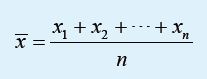 x̄ = (x₁ + x₂ + ··· + xₙ) / n